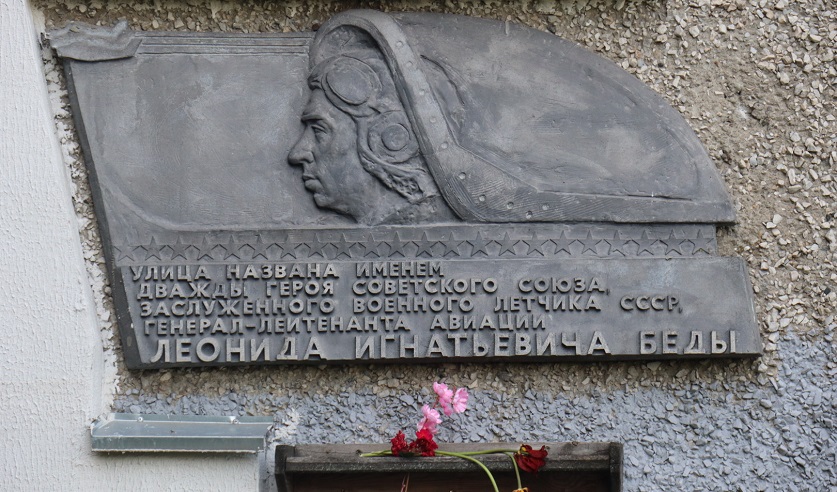 УЛИЦА НАЗВАНА ИМЕНЕМ
ДВАЖДЫ ГЕРОЯ СОВЕТСКОГО СОЮЗА,
ЗАСЛУЖЕННОГО ВОЕННОГО ЛЕТЧИКА СССР,
ГЕНЕРАЛ-ЛЕЙТЕНАНТА АВИАЦИИ
ЛЕОНИДА ИГНАТЬЕВИЧА БЕДЫ